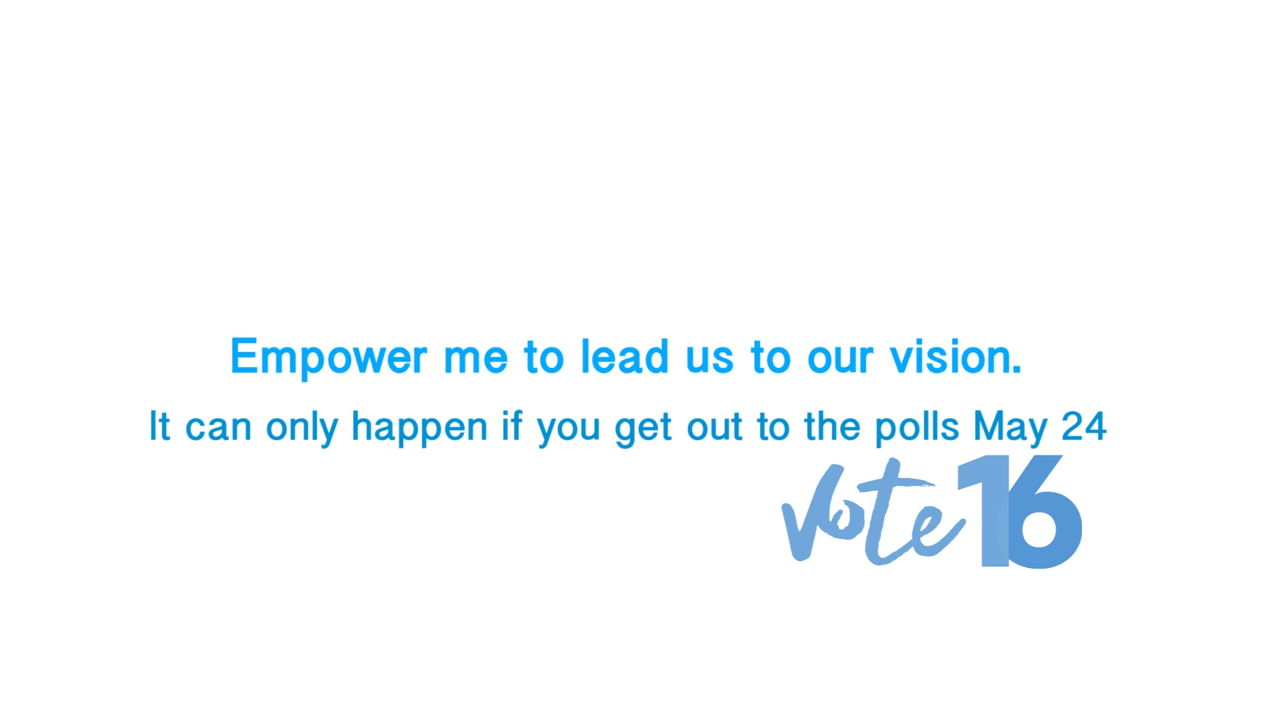 Empower me to lead us to our vision.
It can only happen if you get out to the polls May 24
vote16